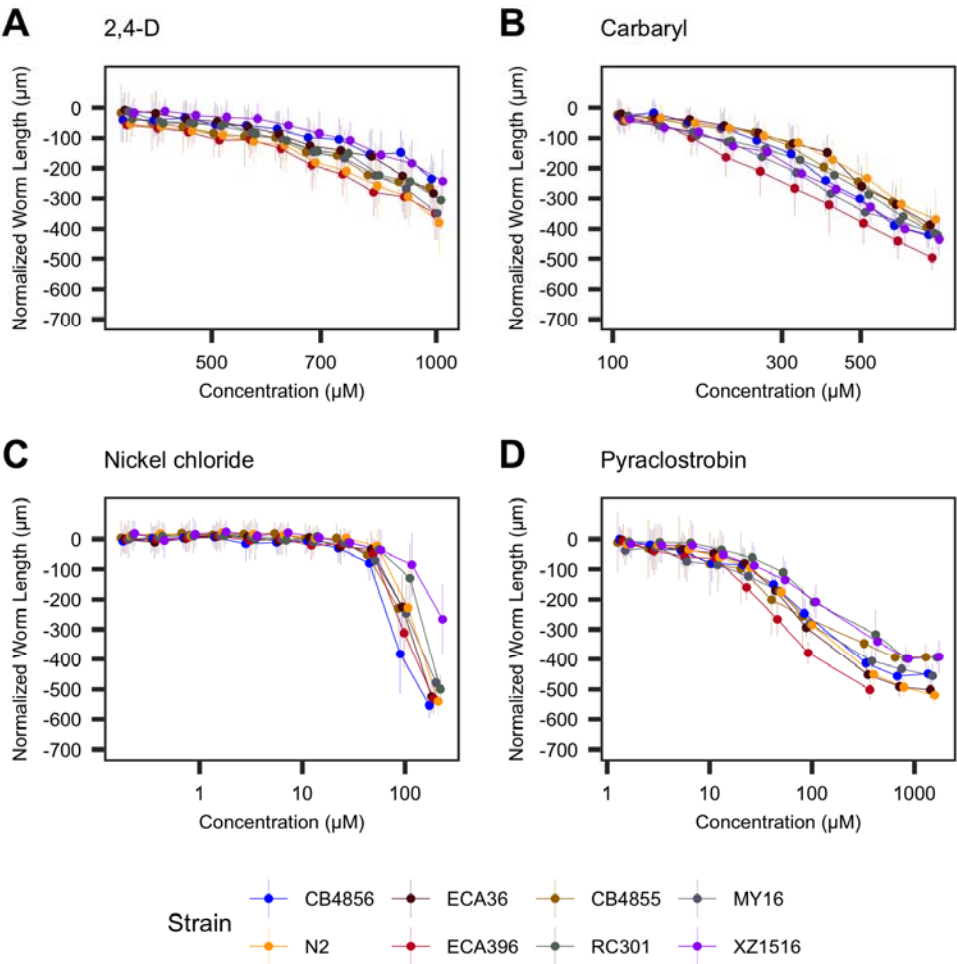 A 2,4-D
B Carbaryl
Normalized Worm Length (µm)
0
-100
-200
-300
-400
-500
-600
-700
500 700 1000
Concentration (µM)
Normalized Worm Length (µm)
0
-100
-200
-300
-400
-500
-600
-700
100 300 500
Concentration (µM)
C Nickel chloride
D Pyraclostrobin
Normalized Worm Length (µm)
0
-100
-200
-300
-400
-500
-600
-700
1 10 100
Concentration (µM)
Normalized Worm Length (µm)
0
-100
-200
-300
-400
-500
-600
-700
1 10 100 1000
Concentration (µM)
Strain
CB4856 ECA36 CB4855 MY16
N2 ECA396 RC301 XZ1516